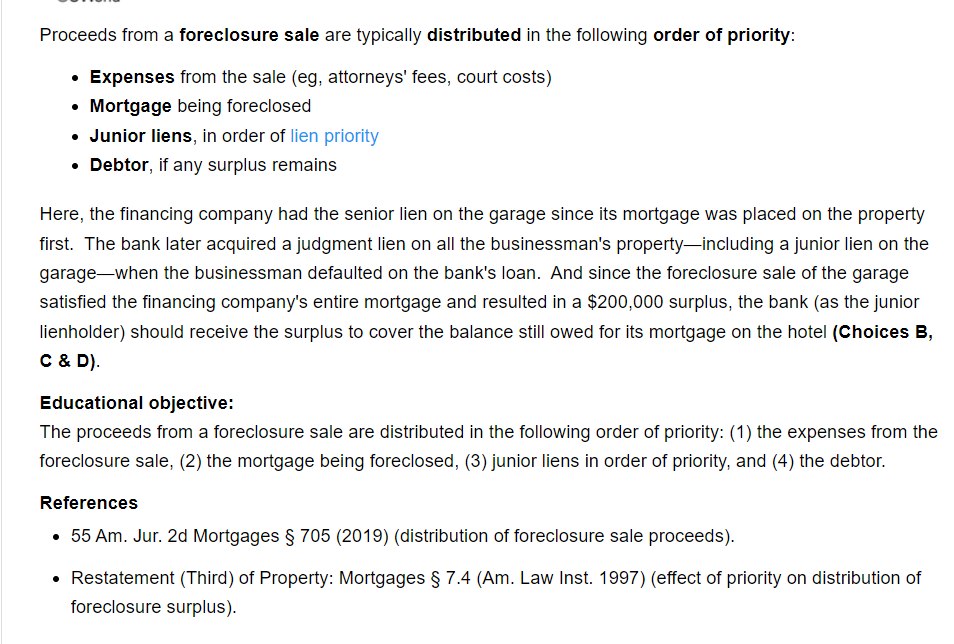 Proceeds from a foreclosure sale are typically distributed in the following order of priority:
• Expenses from the sale (eg, attorneys' fees, court costs)
• Mortgage being foreclosed
• Junior liens, in order of lien priority
• Debtor, if any surplus remains
Here, the financing company had the senior lien on the garage since its mortgage was placed on the property
first.  The bank later acquired a judgment lien on all the businessman's property—including a junior lien on the
garage—when the businessman defaulted on the bank's loan.  And since the foreclosure sale of the garage
satisfied the financing company's entire mortgage and resulted in a $200,000 surplus, the bank (as the junior
lienholder) should receive the surplus to cover the balance still owed for its mortgage on the hotel (Choices B,
C & D).
Educational objective:
The proceeds from a foreclosure sale are distributed in the following order of priority: (1) the expenses from the
foreclosure sale, (2) the mortgage being foreclosed, (3) junior liens in order of priority, and (4) the debtor.
References
• 55 Am. Jur. 2d Mortgages § 705 (2019) (distribution of foreclosure sale proceeds).
• Restatement (Third) of Property: Mortgages § 7.4 (Am. Law Inst. 1997) (effect of priority on distribution of
foreclosure surplus).